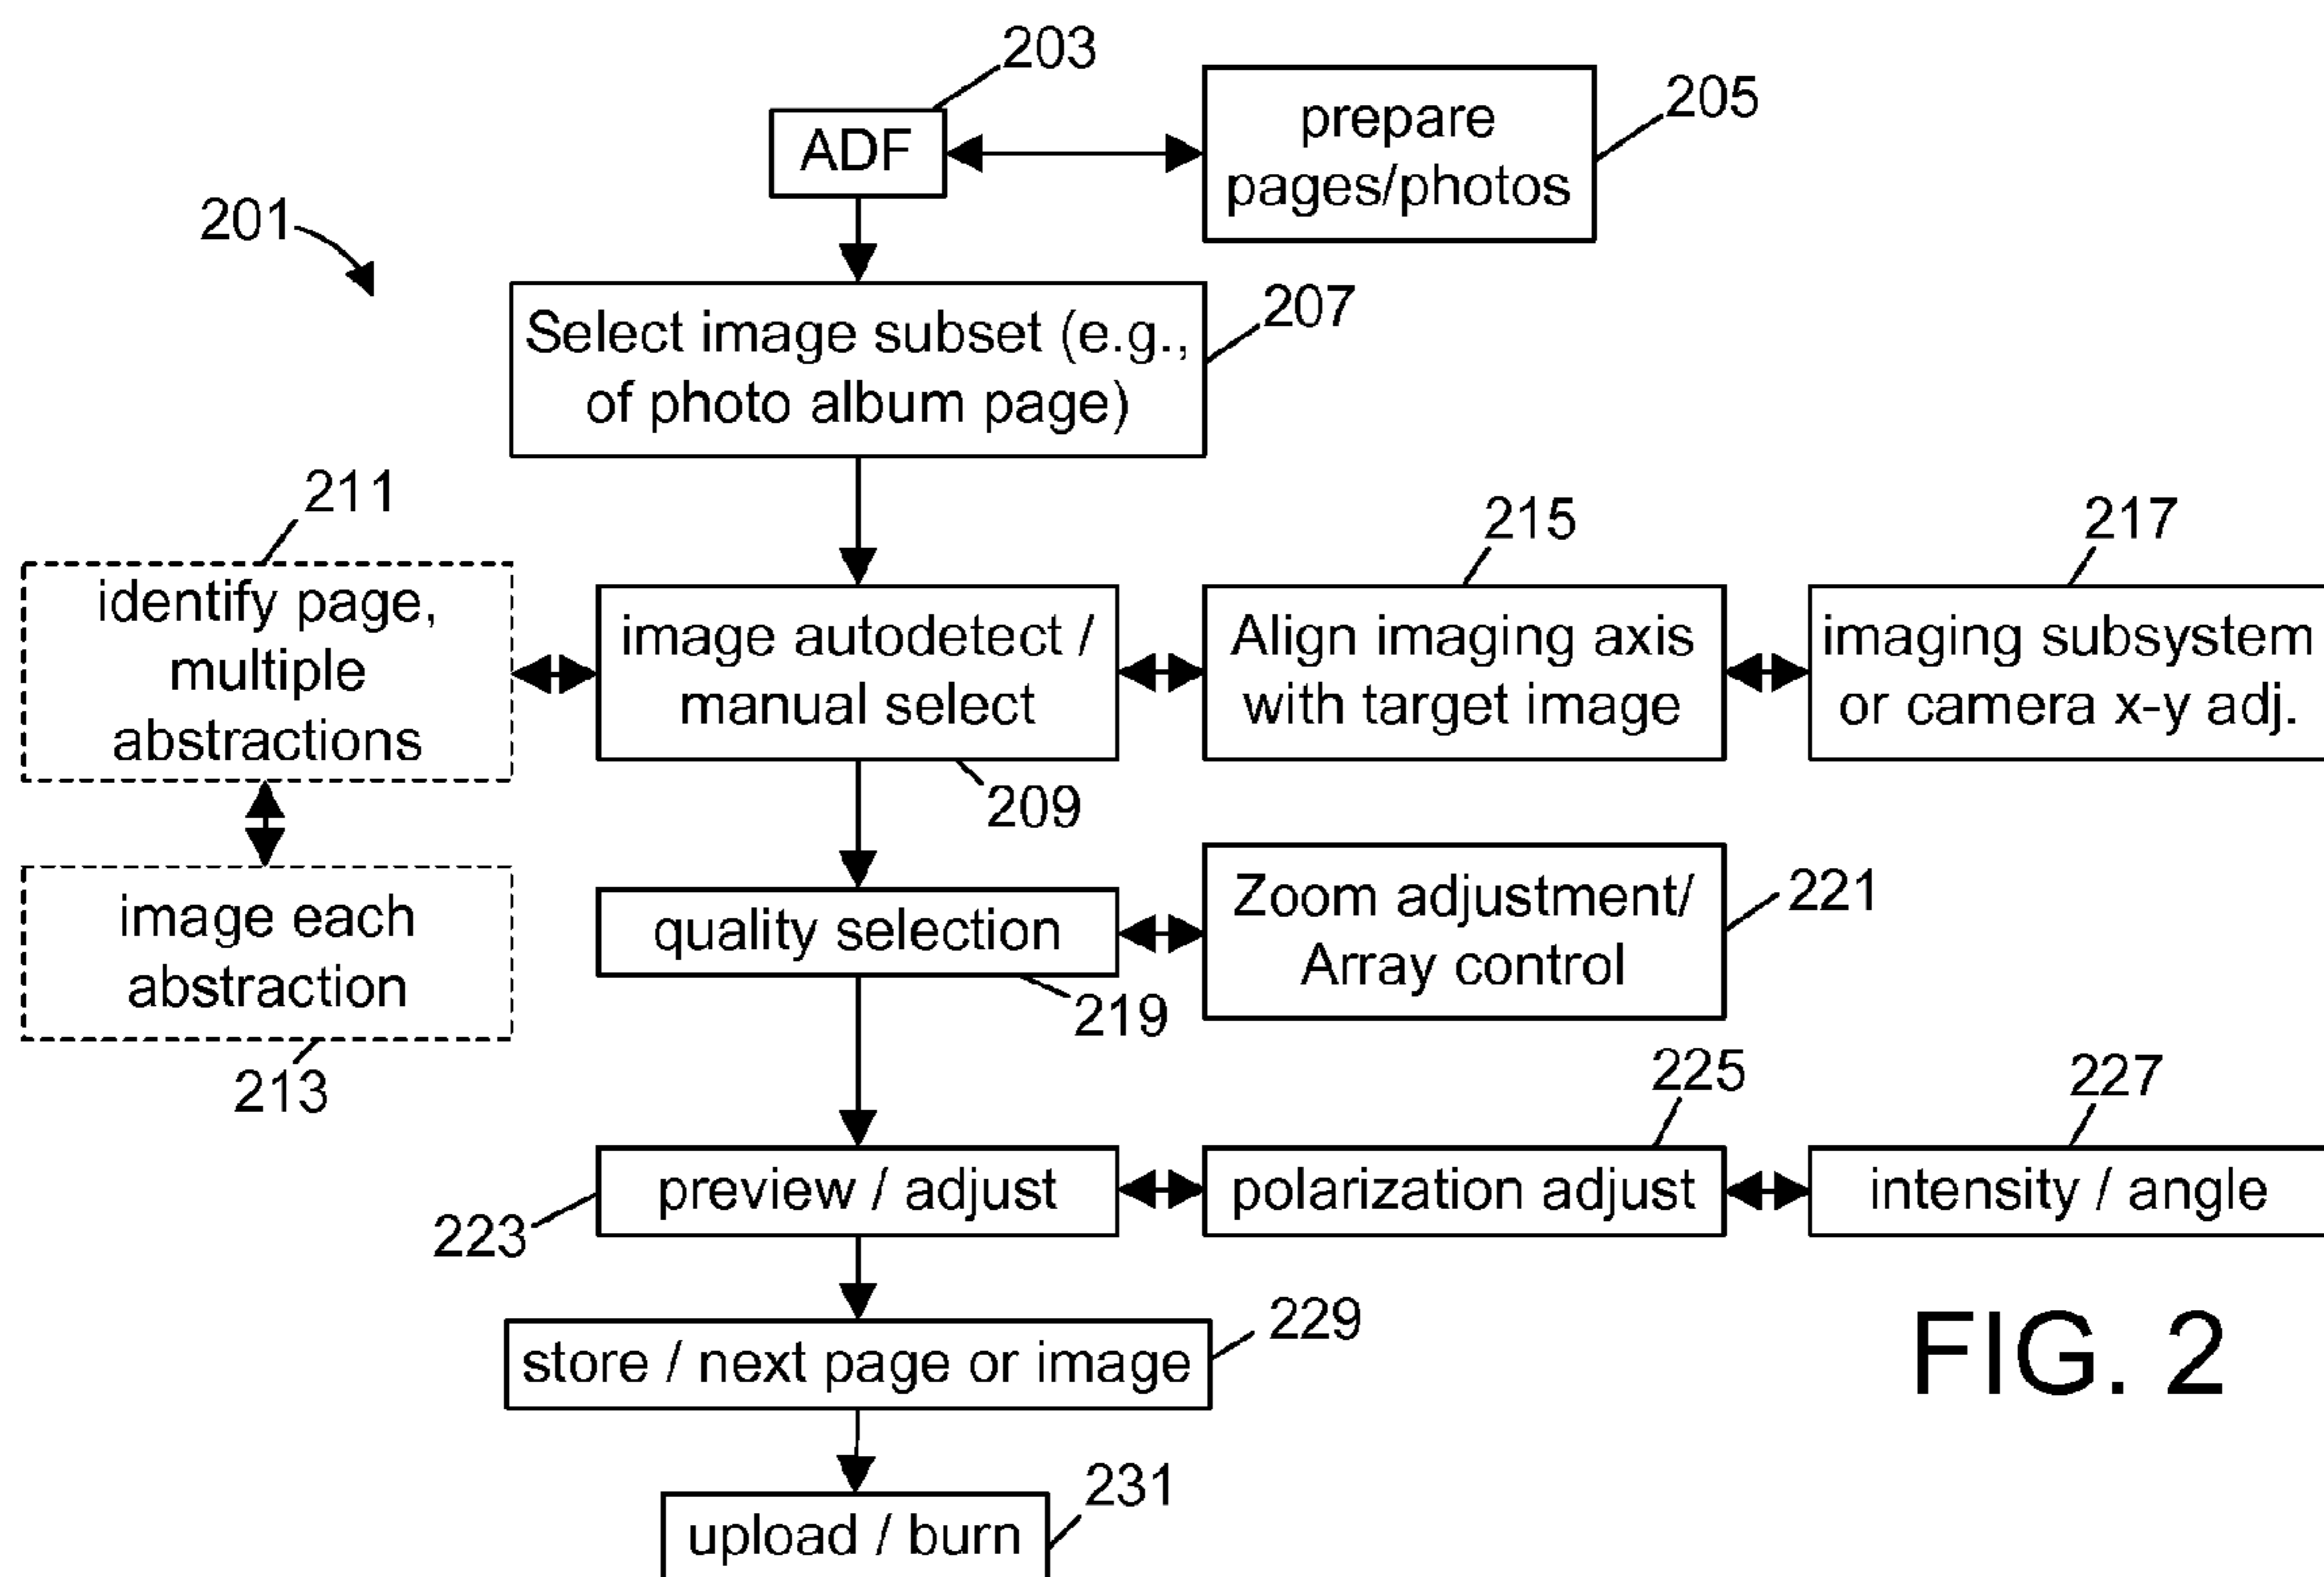 203
ADF
prepare
pages/photos
205
201
Select image subset (e.g.,
of photo album page)
207
211
identify page,
multiple
abstractions
image autodetect /
manual select
209
215
Align imaging axis
with target image
217
imaging subsystem
or camera x-y adj.
image each
abstraction
213
quality selection
219
Zoom adjustment/
Array control
221
223
preview / adjust
225
polarization adjust
227
intensity / angle
store / next page or image
229
upload / burn
231
FIG. 2